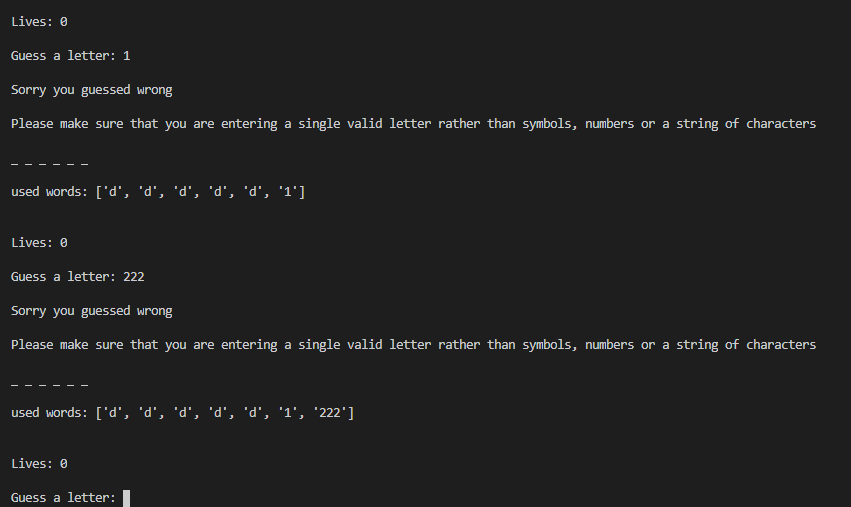 Lives: 0
Guess a letter: 1
Sorry you guessed wrong
Please make sure that you are entering a single valid letter rather than symbols, numbers or a string of characters
_ _ _ _ _ _
used words: ['d', 'd', 'd', 'd', 'd', '1']
Lives: 0
Guess a letter: 222
Sorry you guessed wrong
Please make sure that you are entering a single valid letter rather than symbols, numbers or a string of characters
_ _ _ _ _ _
used words: ['d', 'd', 'd', 'd', 'd', '1', '222']
Lives: 0
Guess a letter: